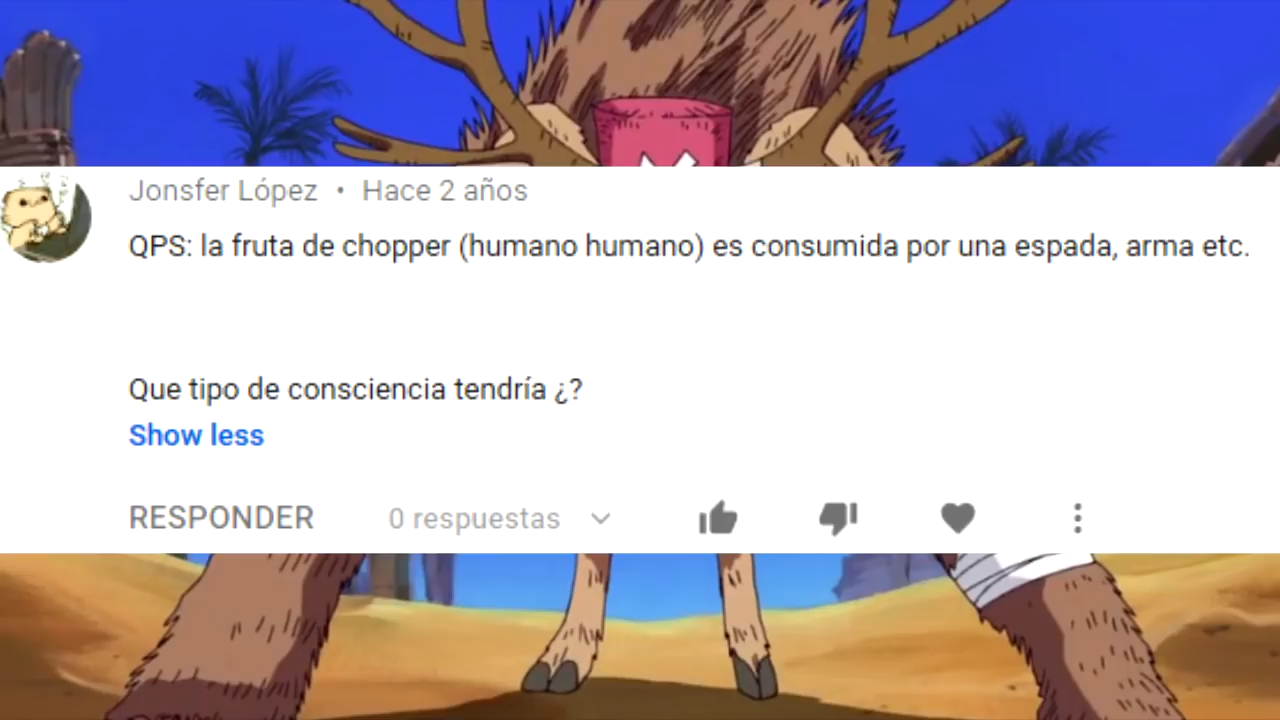 Jonsfer López • Hace 2 años
QPS: la fruta de chopper (humano humano) es consumida por una espada, arma etc.
Que tipo de consciencia tendría ¿?
Show less
RESPONDER 0 respuestas